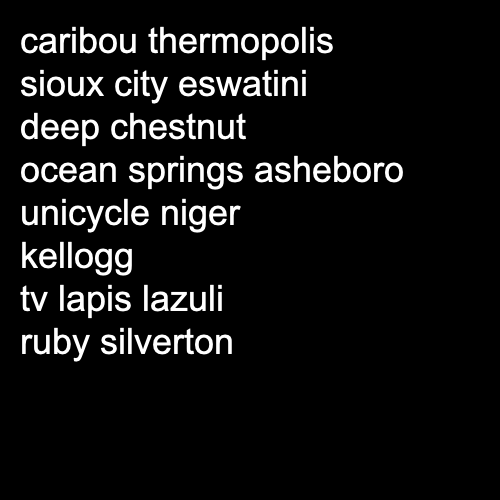 caribou thermopolis
sioux city eswatini
deep chestnut
ocean springs asheboro
unicycle niger
kellogg
tv lapis lazuli
ruby silverton